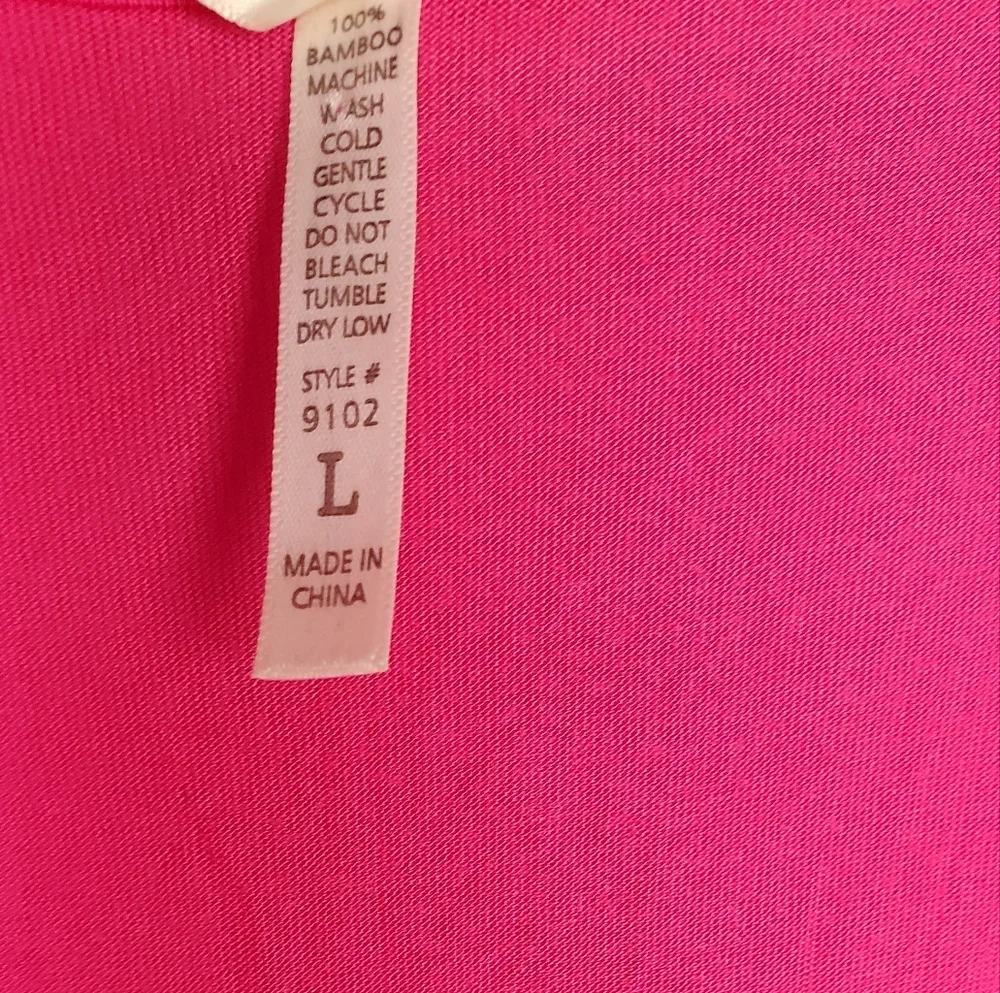 100%
BAMBOO
MACHINE
WASH
COLD
GENTLE
CYCLE
DO NOT
BLEACH
TUMBLE
DRY LOW
STYLE #
9102
L
MADE IN
CHINA